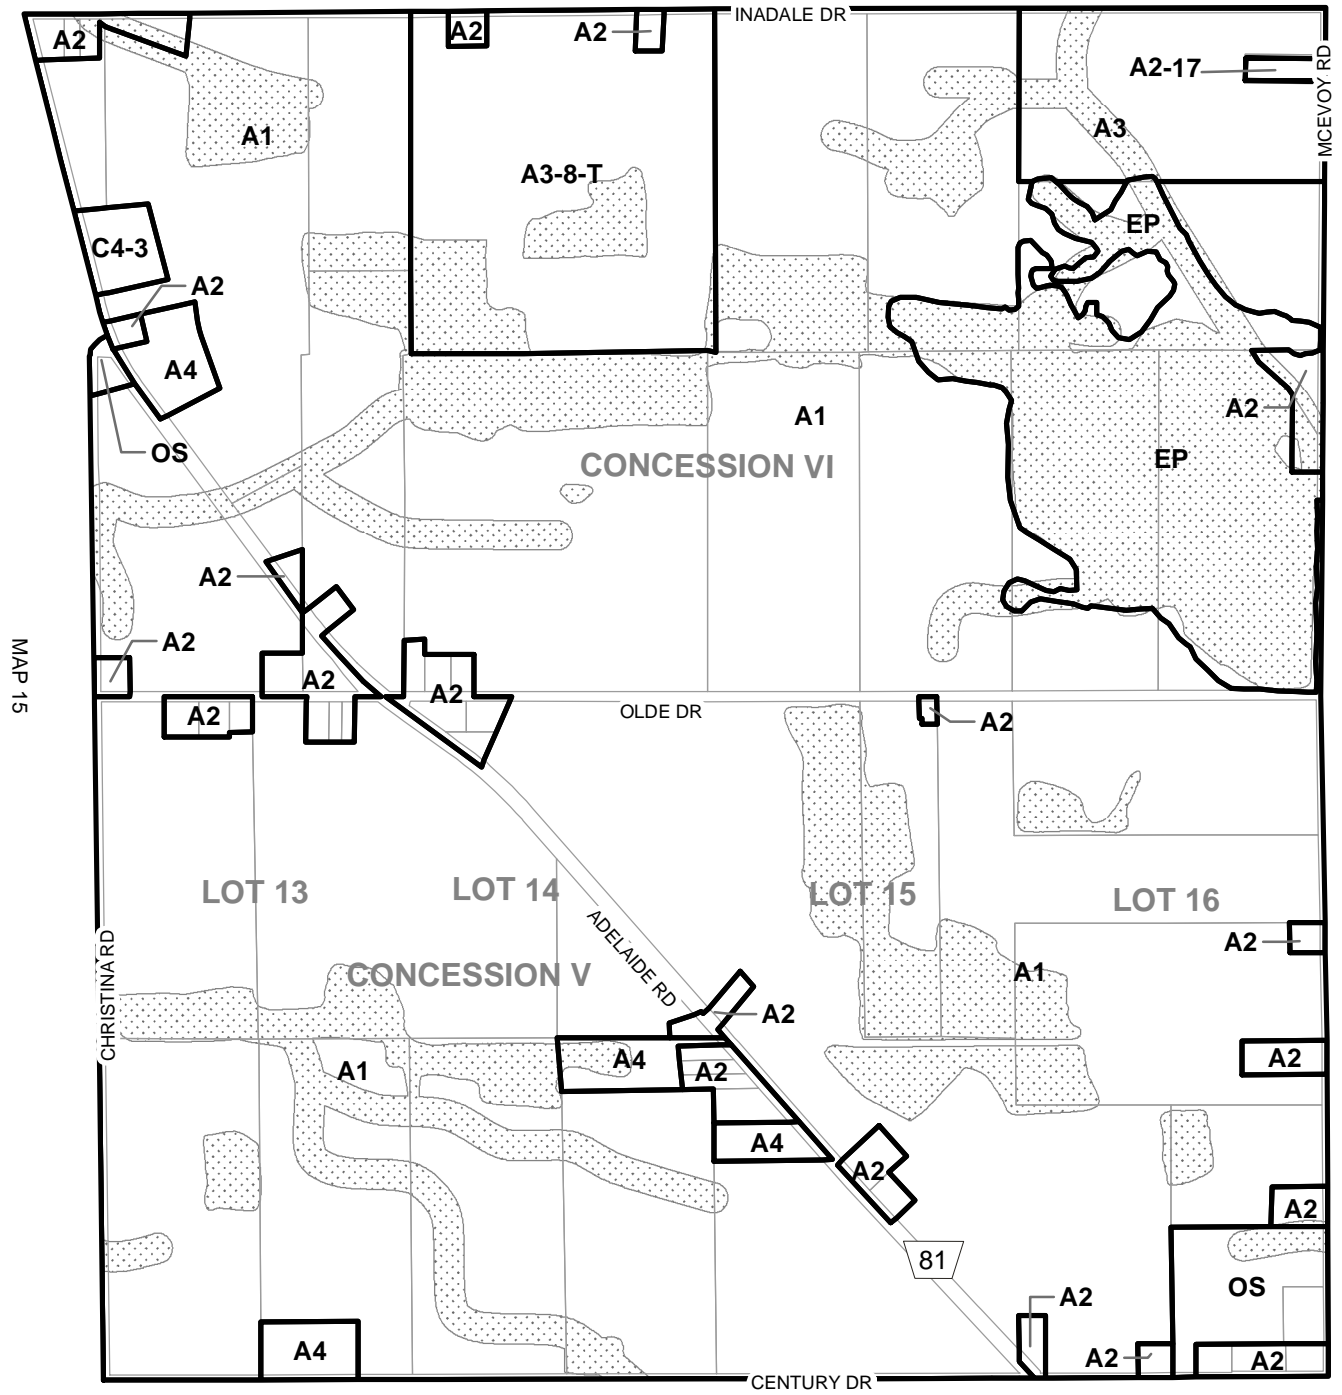 INADALE DR
A2
A2
A2
A2-17
MCEVOY RD
A3
A1
A3-8-T
EP
C4-3
A2
A4
A1
A2
OS
CONCESSION VI
EP
A2
A2
MAP 15
A2
A2
A2
OLDE DR
A2
LOT 13
LOT 14
LOT 15
LOT 16
ADELAIDE RD
CHRISTINA RD
CONCESSION V
A1
A2
A2
A4
A2
A1
A2
A4
A2
A2
81
OS
A2
A4
A2
A2
CENTURY DR